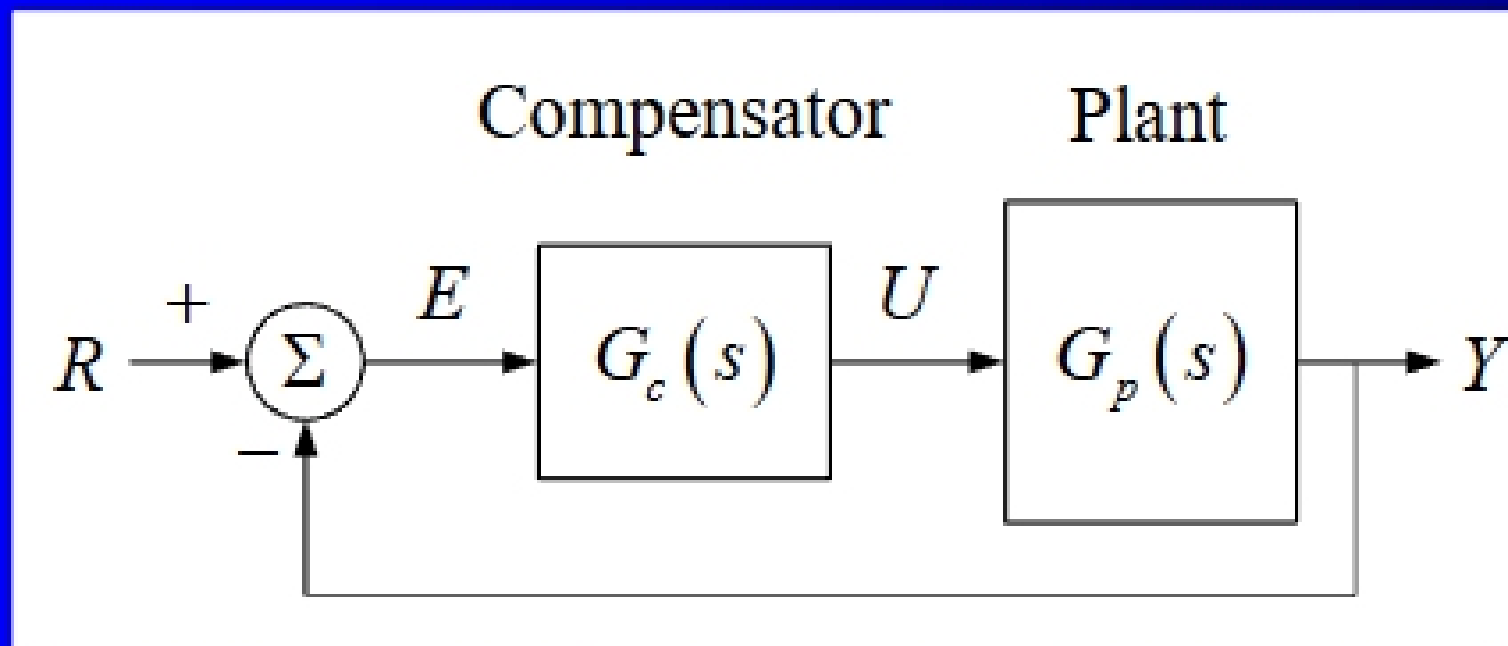 Compensator Plant
+ E U
R Σ G_c(s) G_p(s) Y
−